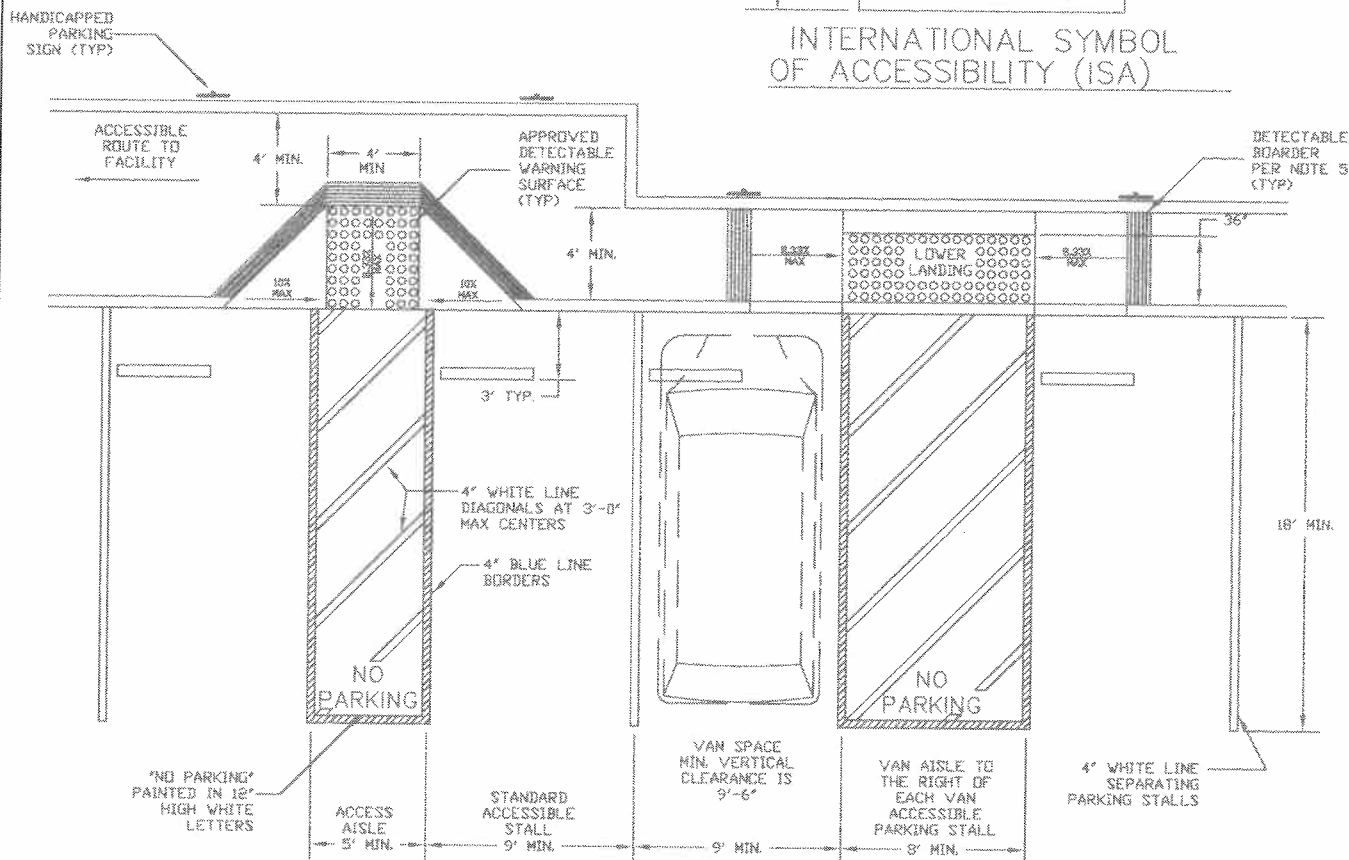 HANDICAPPED
PARKING
SIGN (TYP)
INTERNATIONAL SYMBOL
OF ACCESSIBILITY (ISA)
ACCESSIBLE
ROUTE TO
FACILITY
4' MIN.
4'
MIN
APPROVED
DETECTABLE
WARNING
SURFACE
(TYP)
DETECTABLE
BOARDER
PER NOTE 5
(TYP)
36"
4' MIN.
8.33%
MAX
LOWER
LANDING
8.33%
MAX
10%
MAX
10%
MAX
3' TYP.
4" WHITE LINE
DIAGONALS AT 3'-0"
MAX CENTERS
4" BLUE LINE
BORDERS
18' MIN.
NO
PARKING
NO
PARKING
"NO PARKING"
PAINTED IN 12"
HIGH WHITE
LETTERS
ACCESS
AISLE
5' MIN.
STANDARD
ACCESSIBLE
STALL
9' MIN.
VAN SPACE
MIN. VERTICAL
CLEARANCE IS
9'-6"
9' MIN.
VAN AISLE TO
THE RIGHT OF
EACH VAN
ACCESSIBLE
PARKING STALL
8' MIN.
4" WHITE LINE
SEPARATING
PARKING STALLS